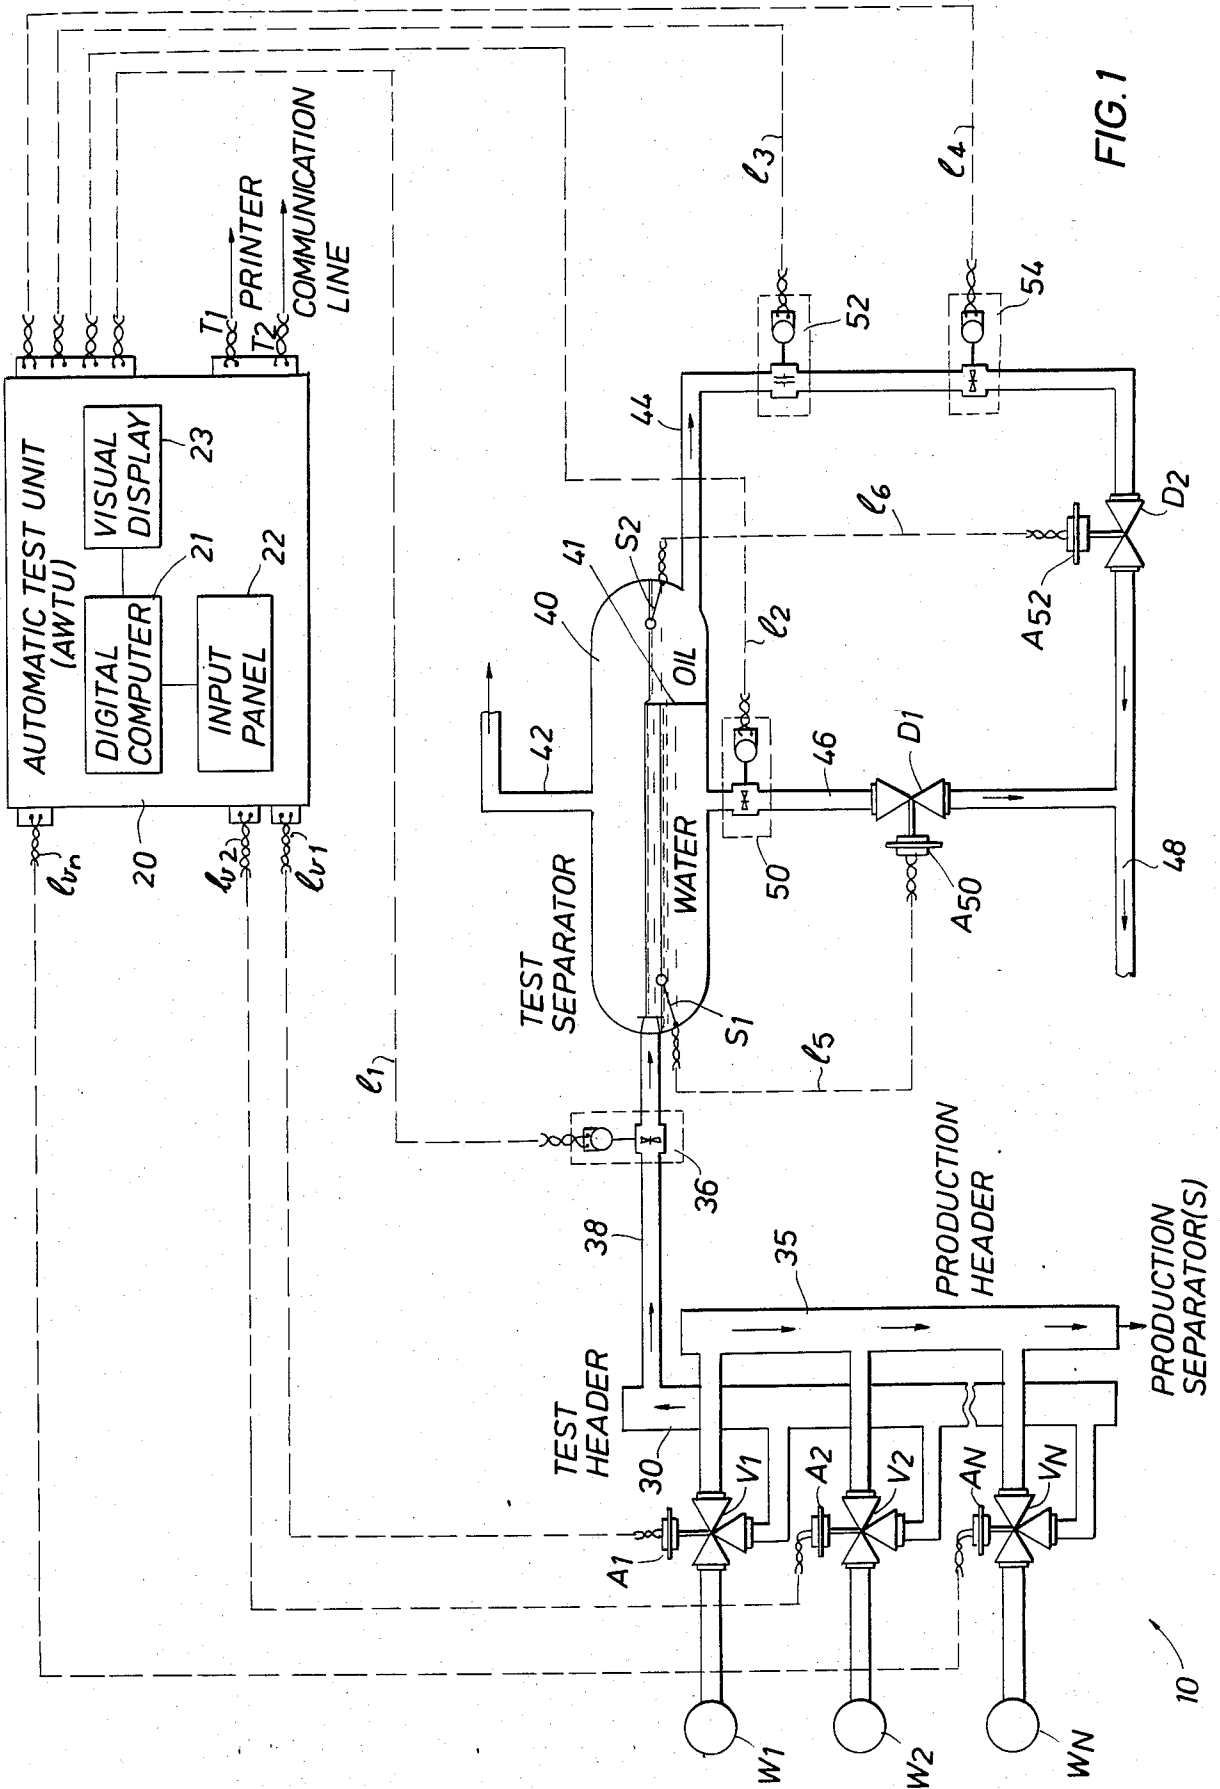 AUTOMATIC TEST UNIT
(AWTU)
DIGITAL
COMPUTER
VISUAL
DISPLAY
INPUT
PANEL
20
21
22
23
T1
PRINTER
T2
COMMUNICATION
LINE
ℓvn
ℓv2
ℓv1
ℓ1
ℓ2
ℓ3
ℓ4
ℓ5
ℓ6
TEST
SEPARATOR
40
41
42
44
46
48
OIL
WATER
S1
S2
50
52
54
D1
D2
A50
A52
36
38
TEST
HEADER
30
35
PRODUCTION
HEADER
PRODUCTION
SEPARATOR(S)
A1
A2
AN
V1
V2
VN
W1
W2
WN
10
FIG.1